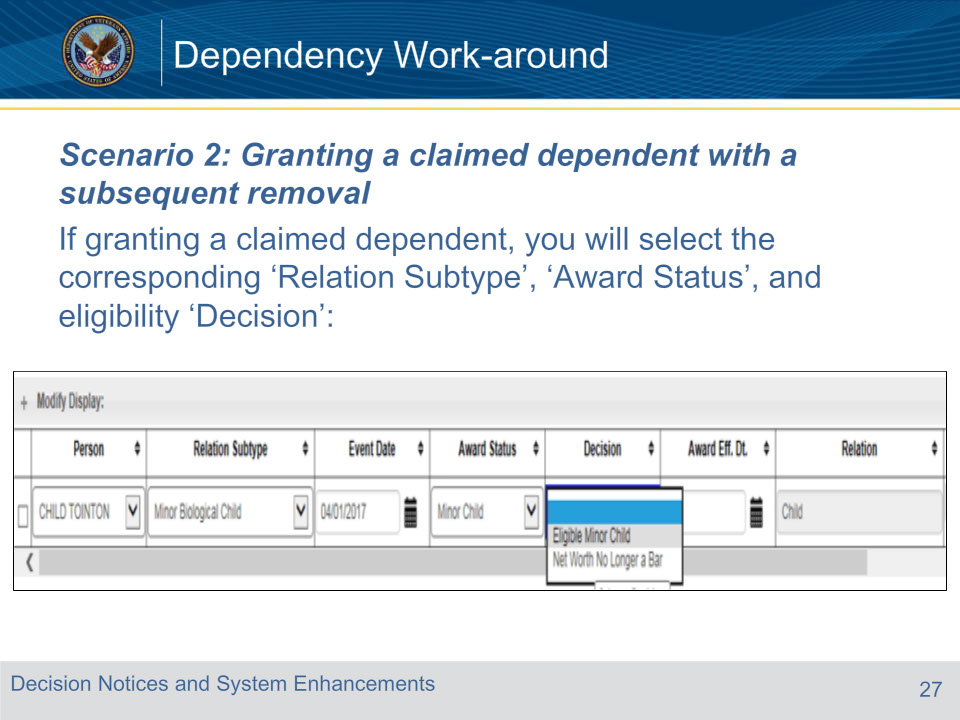 Dependency Work-around
Scenario 2: Granting a claimed dependent with a
subsequent removal
If granting a claimed dependent, you will select the
corresponding ‘Relation Subtype’, ‘Award Status’, and
eligibility ‘Decision’:
+ Modify Display:
Person Relation Subtype Event Date Award Status Decision Award Eff. Dt. Relation
CHILD TOINTON Minor Biological Child 04/01/2017 Minor Child Child
Eligible Minor Child
Net Worth No Longer a Bar
Decision Notices and System Enhancements
27